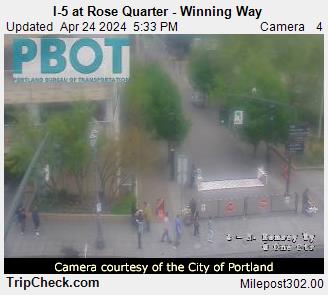 I-5 at Rose Quarter - Winning Way
Updated Apr 24 2024 5:33 PM Camera 4
PBOT
PORTLAND BUREAU OF TRANSPORTATION
Camera courtesy of the City of Portland
TripCheck.com Milepost302.00